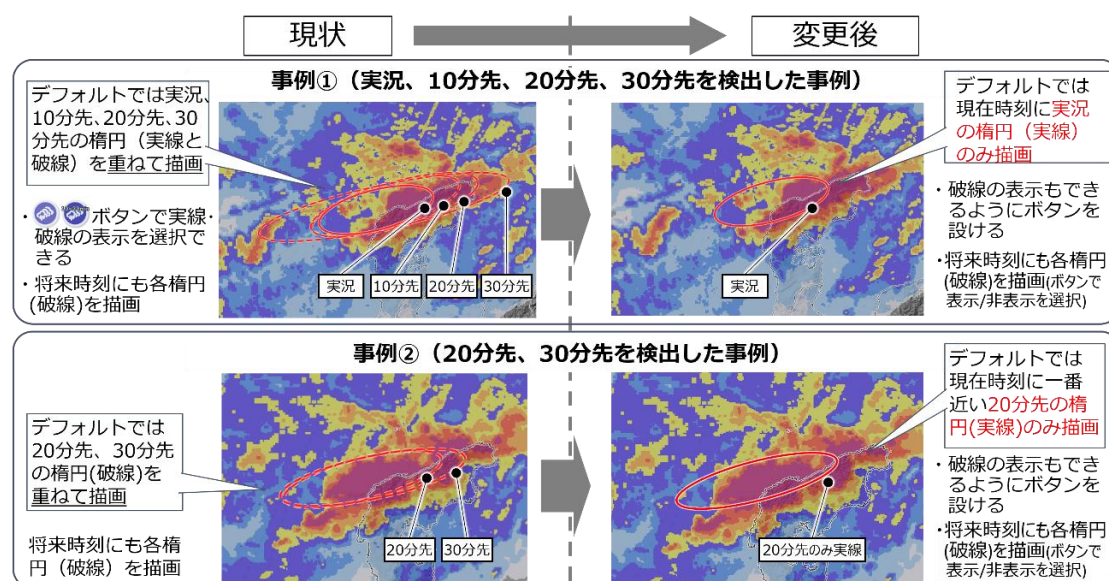 現状
変更後
事例①（実況、10分先、20分先、30分先を検出した事例）
デフォルトでは実況、
10分先、20分先、30
分先の楕円（実線と
破線）を重ねて描画
・ ボタンで実線・
破線の表示を選択で
きる
・将来時刻にも各楕円
(破線)を描画
実況
10分先
20分先
30分先
実況
デフォルトでは
現在時刻に実況
の楕円（実線）
のみ描画
・破線の表示もでき
るようにボタンを
設ける
・将来時刻にも各楕円
(破線)を描画(ボタンで
表示/非表示を選択)
事例②（20分先、30分先を検出した事例）
デフォルトでは
20分先、30分先
の楕円(破線)を
重ねて描画
将来時刻にも各楕
円（破線）を描画
20分先
30分先
20分先のみ実線
デフォルトでは
現在時刻に一番
近い20分先の楕
円(実線)のみ描画
・破線の表示もでき
るようにボタンを
設ける
・将来時刻にも各楕円
(破線)を描画(ボタンで
表示/非表示を選択)